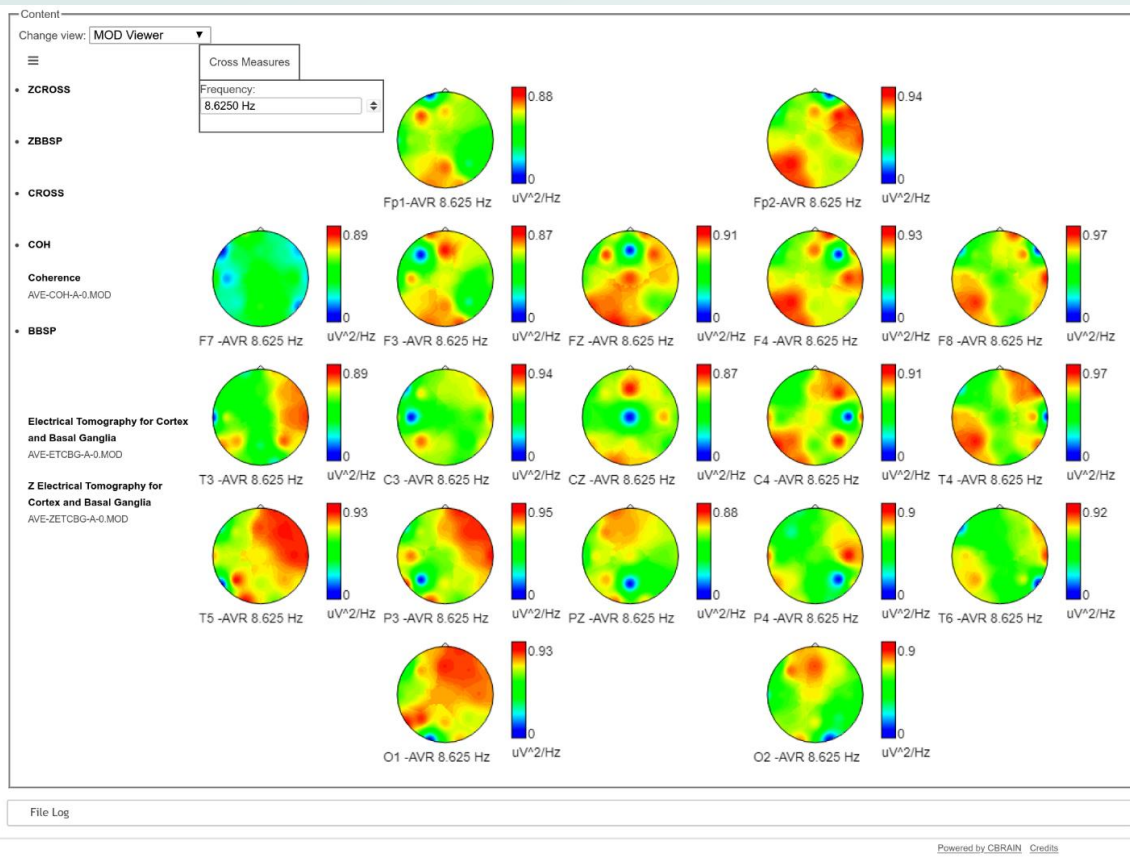 Content
Change view: MOD Viewer ▼
☰
Cross Measures
Frequency:
8.6250 Hz
• ZCROSS
• ZBBSP
• CROSS
• COH
Coherence
AVE-COH-A-0.MOD
• BBSP
Electrical Tomography for Cortex
and Basal Ganglia
AVE-ETCBG-A-0.MOD
Z Electrical Tomography for
Cortex and Basal Ganglia
AVE-ZETCBG-A-0.MOD
0.88
0
Fp1-AVR 8.625 Hz
uV^2/Hz
0.94
0
Fp2-AVR 8.625 Hz
uV^2/Hz
0.89
0
F7 -AVR 8.625 Hz
uV^2/Hz
0.87
0
F3 -AVR 8.625 Hz
uV^2/Hz
0.91
0
FZ -AVR 8.625 Hz
uV^2/Hz
0.93
0
F4 -AVR 8.625 Hz
uV^2/Hz
0.97
0
F8 -AVR 8.625 Hz
uV^2/Hz
0.89
0
T3 -AVR 8.625 Hz
uV^2/Hz
0.94
0
C3 -AVR 8.625 Hz
uV^2/Hz
0.87
0
CZ -AVR 8.625 Hz
uV^2/Hz
0.91
0
C4 -AVR 8.625 Hz
uV^2/Hz
0.97
0
T4 -AVR 8.625 Hz
uV^2/Hz
0.93
0
T5 -AVR 8.625 Hz
uV^2/Hz
0.95
0
P3 -AVR 8.625 Hz
uV^2/Hz
0.88
0
PZ -AVR 8.625 Hz
uV^2/Hz
0.9
0
P4 -AVR 8.625 Hz
uV^2/Hz
0.92
0
T6 -AVR 8.625 Hz
uV^2/Hz
0.93
0
O1 -AVR 8.625 Hz
uV^2/Hz
0.9
0
O2 -AVR 8.625 Hz
uV^2/Hz
File Log
Powered by CBRAIN Credits